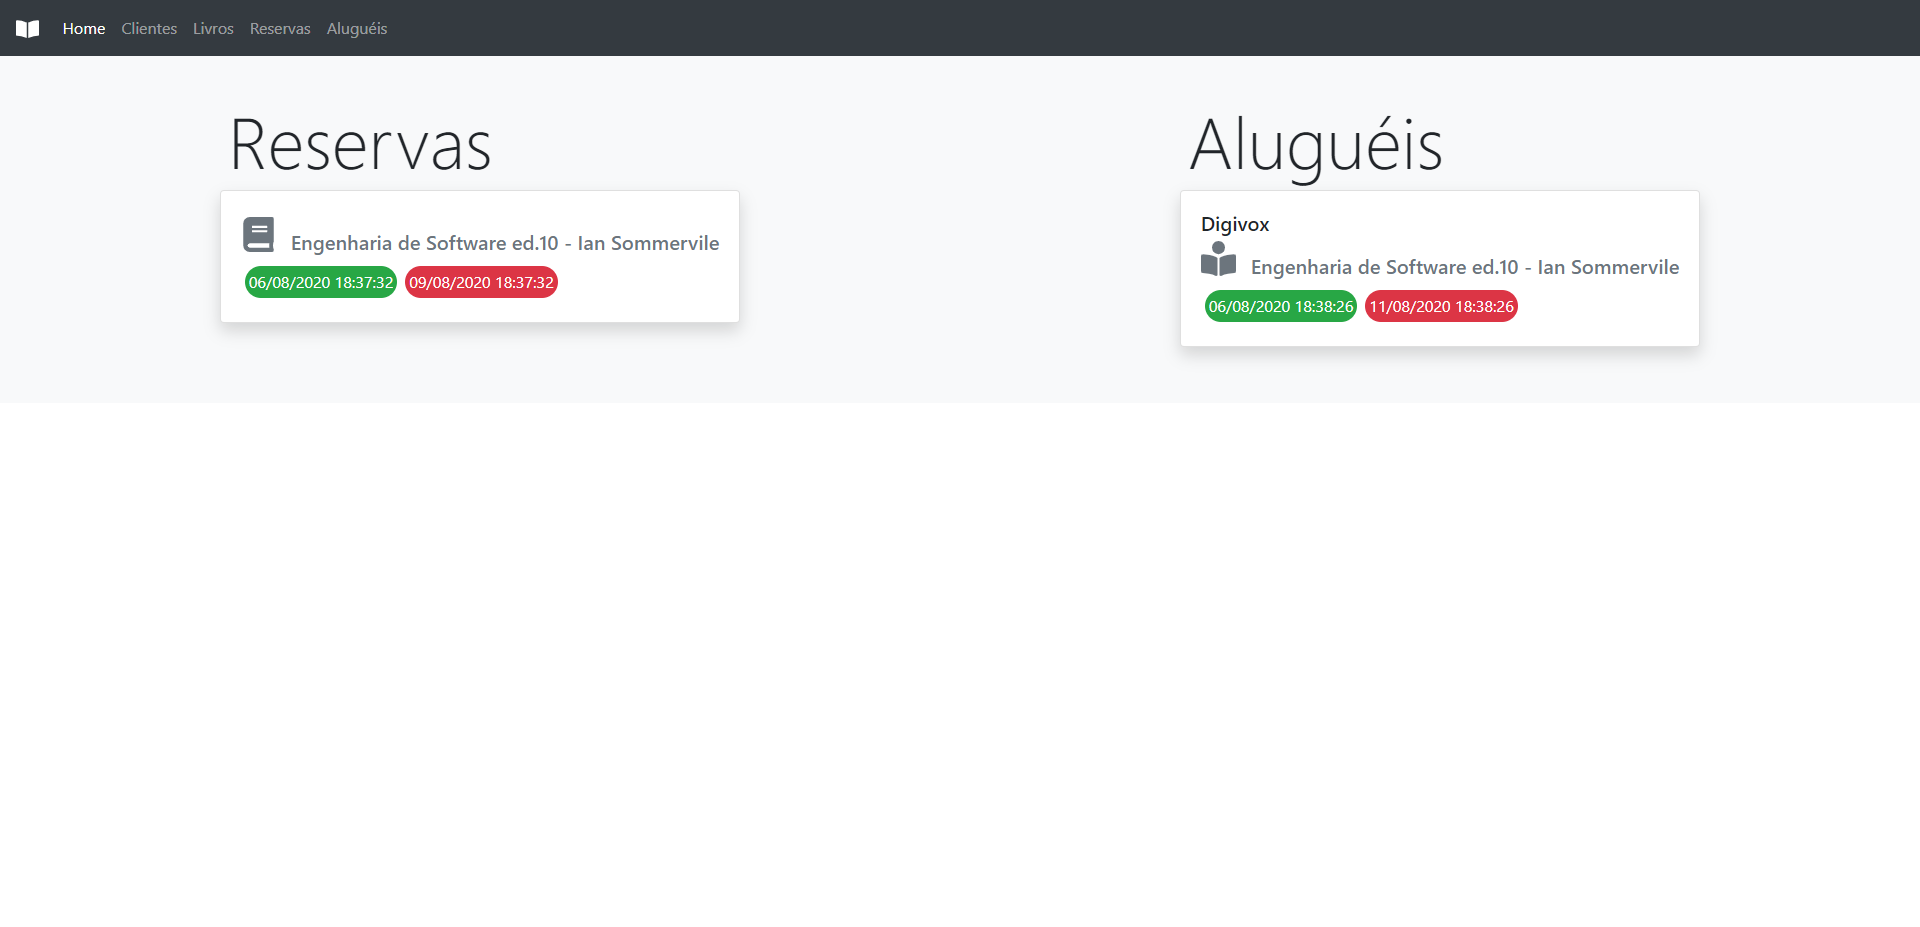 Home Clientes Livros Reservas Aluguéis
Reservas
Engenharia de Software ed.10 - Ian Sommervile
06/08/2020 18:37:32 09/08/2020 18:37:32
Aluguéis
Digivox
Engenharia de Software ed.10 - Ian Sommervile
06/08/2020 18:38:26 11/08/2020 18:38:26